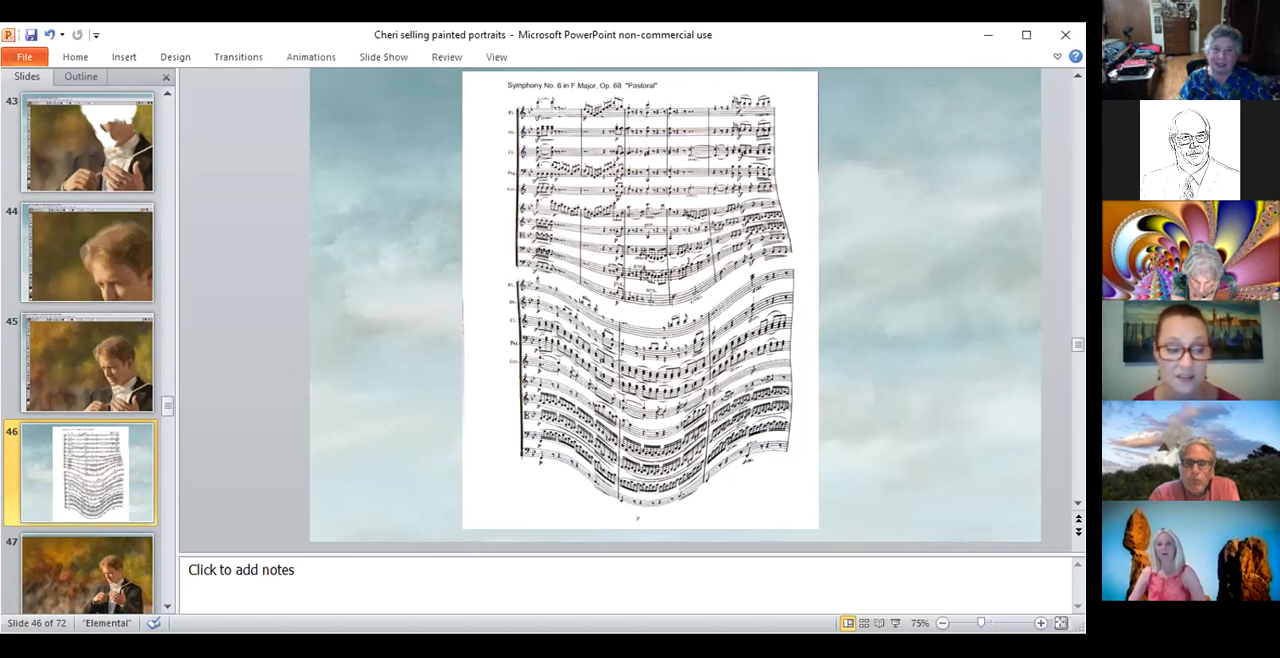 Cheri selling painted portraits - Microsoft PowerPoint non-commercial use
File Home Insert Design Transitions Animations Slide Show Review View
Slides Outline
43
44
45
46
47
Symphony No. 6 in F Major, Op. 68 "Pastoral"
Click to add notes
Slide 46 of 72 "Elemental" 75%